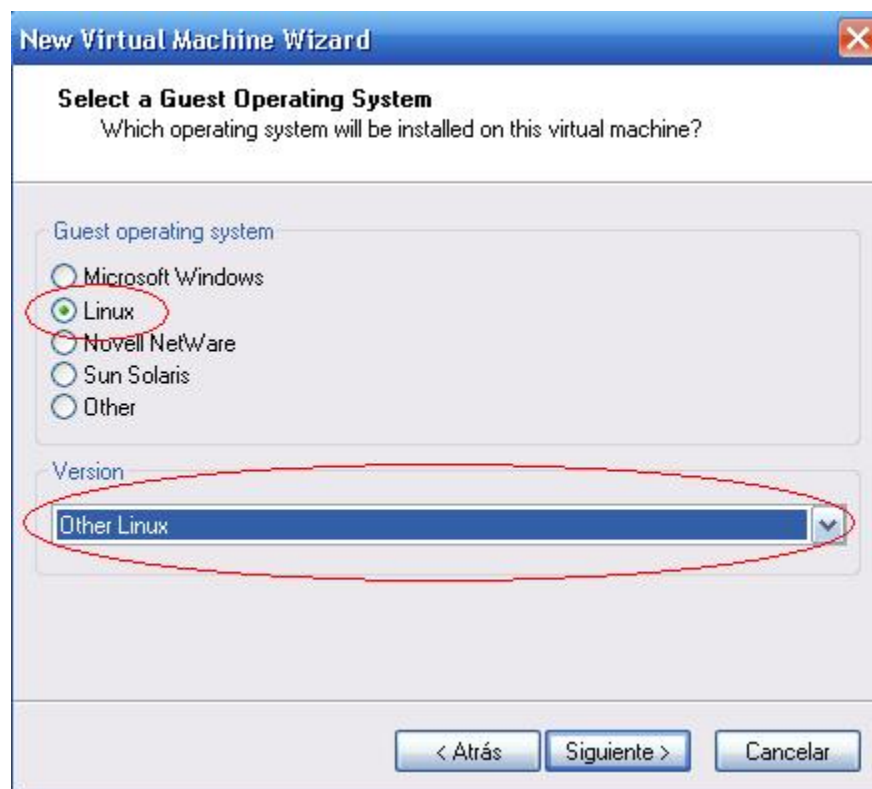 New Virtual Machine Wizard
Select a Guest Operating System
Which operating system will be installed on this virtual machine?
Guest operating system
Microsoft Windows
Linux
Novell NetWare
Sun Solaris
Other
Version
Other Linux
< Atrás
Siguiente >
Cancelar